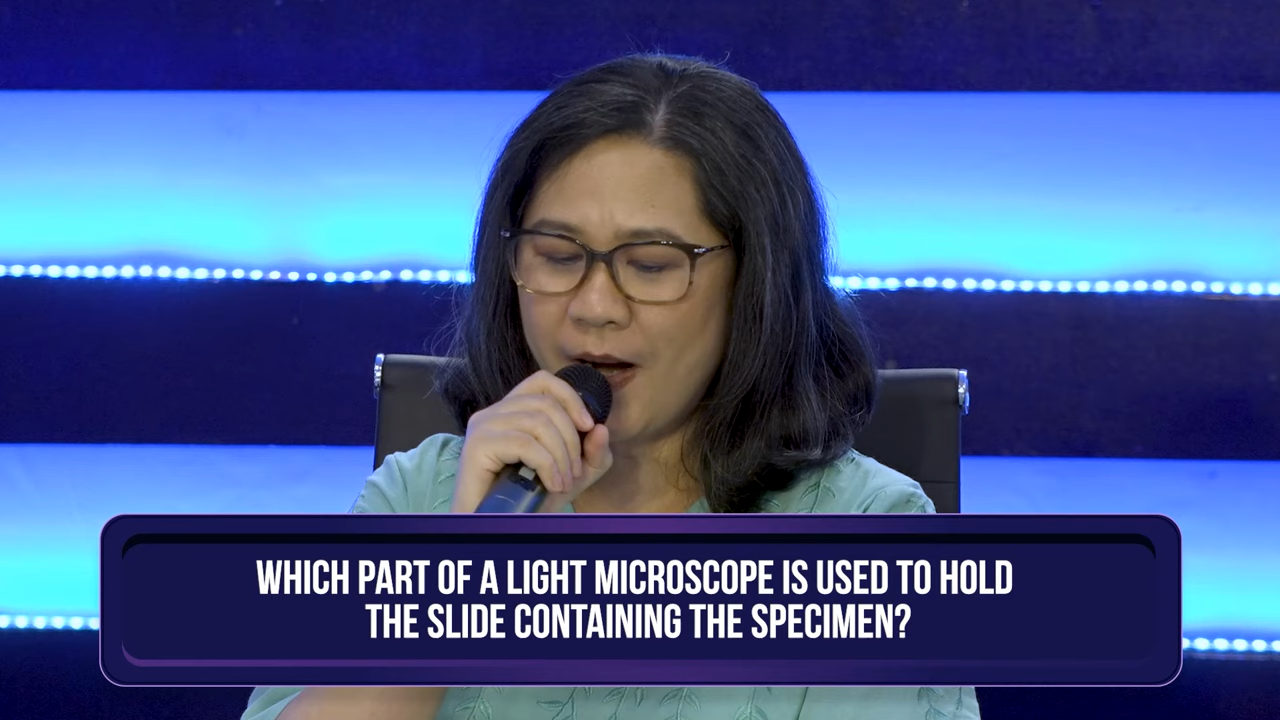 WHICH PART OF A LIGHT MICROSCOPE IS USED TO HOLD
THE SLIDE CONTAINING THE SPECIMEN?